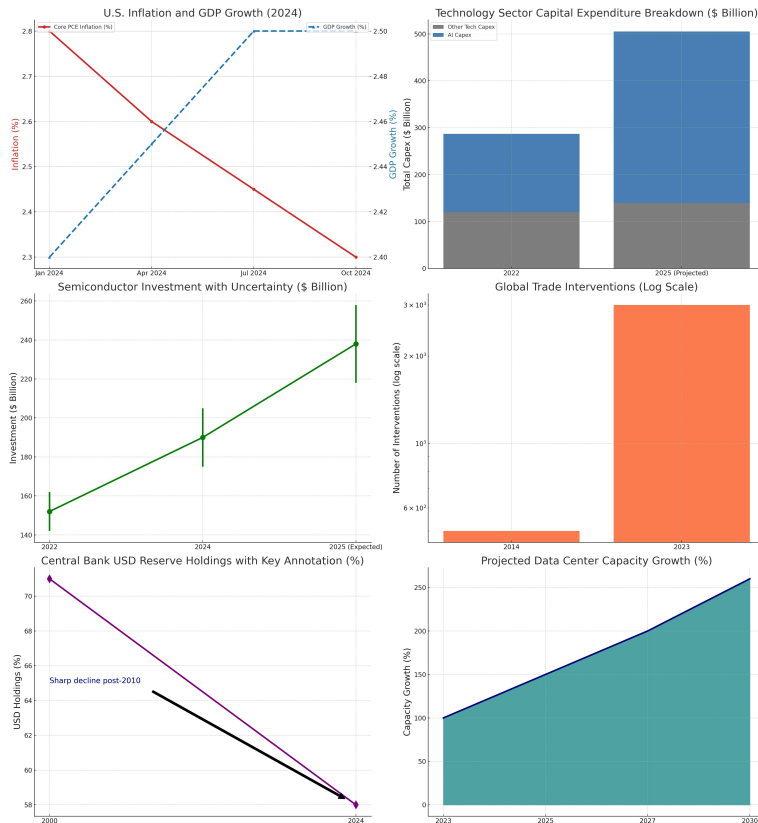 U.S. Inflation and GDP Growth (2024)
Core PCE Inflation (%)
GDP Growth (%)
2.8
2.7
2.6
2.5
2.4
2.3
Inflation (%)
2.50
2.48
2.46
2.44
2.42
2.40
GDP Growth (%)
Jan 2024
Apr 2024
Jul 2024
Oct 2024
Technology Sector Capital Expenditure Breakdown ($ Billion)
Other Tech Capex
AI Capex
500
400
300
200
100
0
Total Capex ($ Billion)
2022
2025 (Projected)
Semiconductor Investment with Uncertainty ($ Billion)
260
240
220
200
180
160
140
Investment ($ Billion)
2022
2024
2025 (Expected)
Global Trade Interventions (Log Scale)
3 × 10³
2 × 10³
10³
6 × 10²
Number of Interventions (log scale)
2014
2023
Central Bank USD Reserve Holdings with Key Annotation (%)
70
68
66
64
62
60
58
USD Holdings (%)
Sharp decline post-2010
2000
2024
Projected Data Center Capacity Growth (%)
250
200
150
100
50
0
Capacity Growth (%)
2023
2025
2027
2030